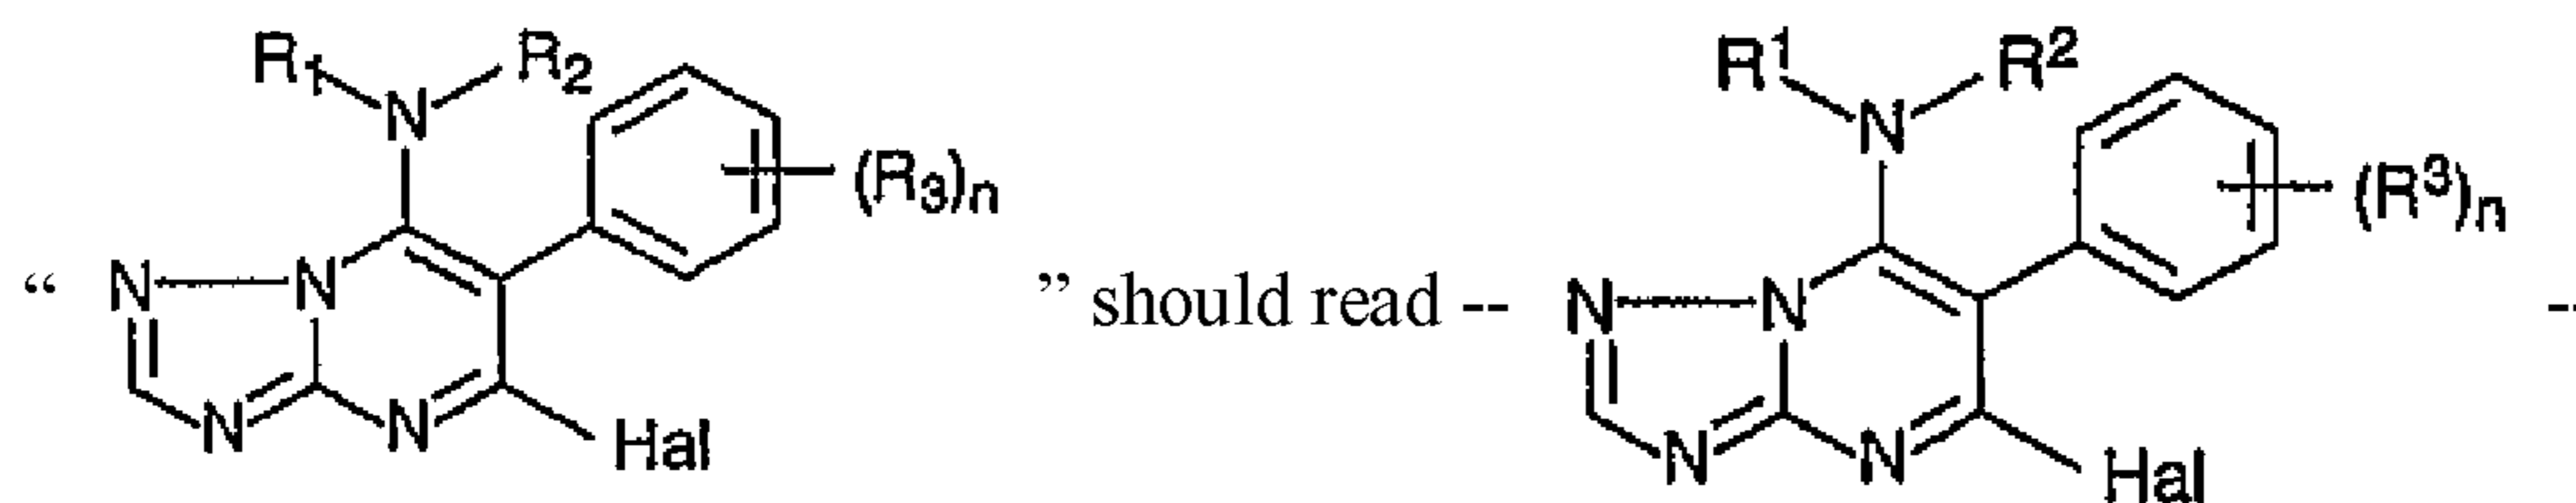 R1 R2
N
(R3)n
“ N N ” should read --
N N
Hal
R1 R2
N
(R3)n
N N --
N N
Hal